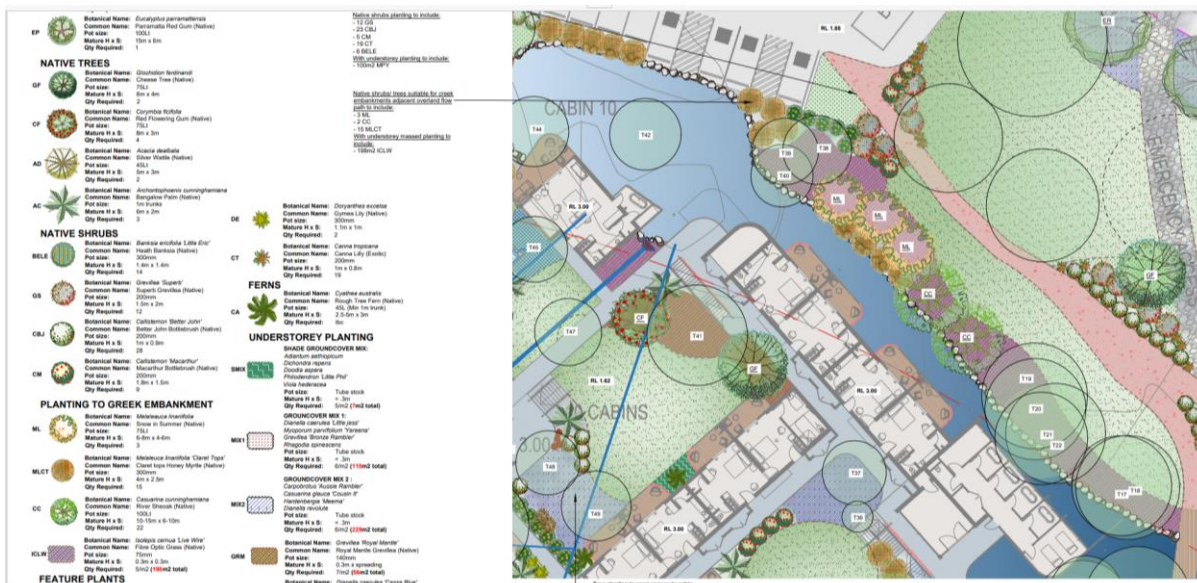 EP
Botanical Name: Eucalyptus parramattensis
Common Name: Parramatta Red Gum (Native)
Pot size: 100Lt
Mature H x S: 15m x 6m
Qty Required: 1
NATIVE TREES
GF
Botanical Name: Glochidion ferdinandi
Common Name: Cheese Tree (Native)
Pot size: 75Lt
Mature H x S: 8m x 4m
Qty Required: 2
CF
Botanical Name: Corymbia ficifolia
Common Name: Red Flowering Gum (Native)
Pot size: 75Lt
Mature H x S: 8m x 3m
Qty Required: 4
AD
Botanical Name: Acacia dealbata
Common Name: Silver Wattle (Native)
Pot size: 45Lt
Mature H x S: 5m x 3m
Qty Required: 2
AC
Botanical Name: Archontophoenix cunninghamiana
Common Name: Bangalow Palm (Native)
Pot size: 1m trunks
Mature H x S: 6m x 2m
Qty Required: 3
NATIVE SHRUBS
BELE
Botanical Name: Banksia ericifolia 'Little Eric'
Common Name: Heath Banksia (Native)
Pot size: 300mm
Mature H x S: 1.4m x 1.4m
Qty Required: 14
GS
Botanical Name: Grevillea 'Superb'
Common Name: Superb Grevillea (Native)
Pot size: 200mm
Mature H x S: 1.5m x 2m
Qty Required: 12
CBJ
Botanical Name: Callistemon 'Better John'
Common Name: Better John Bottlebrush (Native)
Pot size: 200mm
Mature H x S: 1m x 0.9m
Qty Required: 28
CM
Botanical Name: Callistemon 'Macarthur'
Common Name: Macarthur Bottlebrush (Native)
Pot size: 200mm
Mature H x S: 1.8m x 1.5m
Qty Required: 9
PLANTING TO GREEK EMBANKMENT
ML
Botanical Name: Melaleuca linariifolia
Common Name: Snow in Summer (Native)
Pot size: 75Lt
Mature H x S: 6-8m x 4-6m
Qty Required: 3
MLCT
Botanical Name: Melaleuca linariifolia 'Claret Tops'
Common Name: Claret tops Honey Myrtle (Native)
Pot size: 300mm
Mature H x S: 4m x 2.5m
Qty Required: 15
CC
Botanical Name: Casuarina cunninghamiana
Common Name: River Sheoak (Native)
Pot size: 100Lt
Mature H x S: 10-15m x 6-10m
Qty Required: 22
ICLW
Botanical Name: Isolepis cernua 'Live Wire'
Common Name: Fibre Optic Grass (Native)
Pot size: 75mm
Mature H x S: 0.3m x 0.3m
Qty Required: 5/m2 (198m2 total)
FEATURE PLANTS
DE
Botanical Name: Doryanthes excelsa
Common Name: Gymea Lily (Native)
Pot size: 300mm
Mature H x S: 1.1m x 1m
Qty Required: 2
CT
Botanical Name: Canna tropicana
Common Name: Canna Lilly (Exotic)
Pot size: 200mm
Mature H x S: 1m x 0.8m
Qty Required: 19
FERNS
CA
Botanical Name: Cyathea australis
Common Name: Rough Tree Fern (Native)
Pot size: 45L (Min 1m trunk)
Mature H x S: 2.5-5m x 3m
Qty Required: tbc
UNDERSTOREY PLANTING
SMIX
SHADE GROUNDCOVER MIX:
Adiantum aethiopicum
Dichondra repens
Doodia aspera
Philodendron 'Little Phil'
Viola hederacea
Pot size: Tube stock
Mature H x S: < .3m
Qty Required: 5/m2 (?m2 total)
MIX1
GROUNCOVER MIX 1:
Dianella caerulea 'Little jess'
Myoporum parvifolium 'Yareena'
Grevillea 'Bronze Rambler'
Rhagodia spinescens
Pot size: Tube stock
Mature H x S: < .3m
Qty Required: 6/m2 (110m2 total)
MIX2
GROUNDCOVER MIX 2 :
Carpobrotus 'Aussie Rambler'
Casuarina glauca 'Cousin It'
Hardenbergia 'Meema'
Dianella revolute
Pot size: Tube stock
Mature H x S: < .3m
Qty Required: 6/m2 (229m2 total)
GRM
Botanical Name: Grevillea 'Royal Mantle'
Common Name: Royal Mantle Grevillea (Native)
Pot size: 140mm
Mature H x S: 0.3m x spreading
Qty Required: 7/m2 (56m2 total)
Botanical Name: Dianella caerulea 'Cassa Blue'
Native shrubs planting to include:
- 12 GS
- 23 CBJ
- 5 CM
- 19 CT
- 6 BELE
With understorey planting to include:
- 100m2 MPY
Native shrubs/ trees suitable for creek
embankments adjacent overland flow
path to include:
- 3 ML
- 2 CC
- 15 MLCT
With understorey massed planting to
include:
- 198m2 ICLW
RL 1.88
ER
CABIN 10
T44
T42
T39
T38
T40
EMERGENCY
ML
ML
ML
RL 3.00
T45
GF
CC
CC
CF
T47
T41
GF
RL 1.82
RL 3.00
CABINS
3.00
T19
T20
T21
T22
T48
T37
T17
T18
T46
T36
RL 3.00